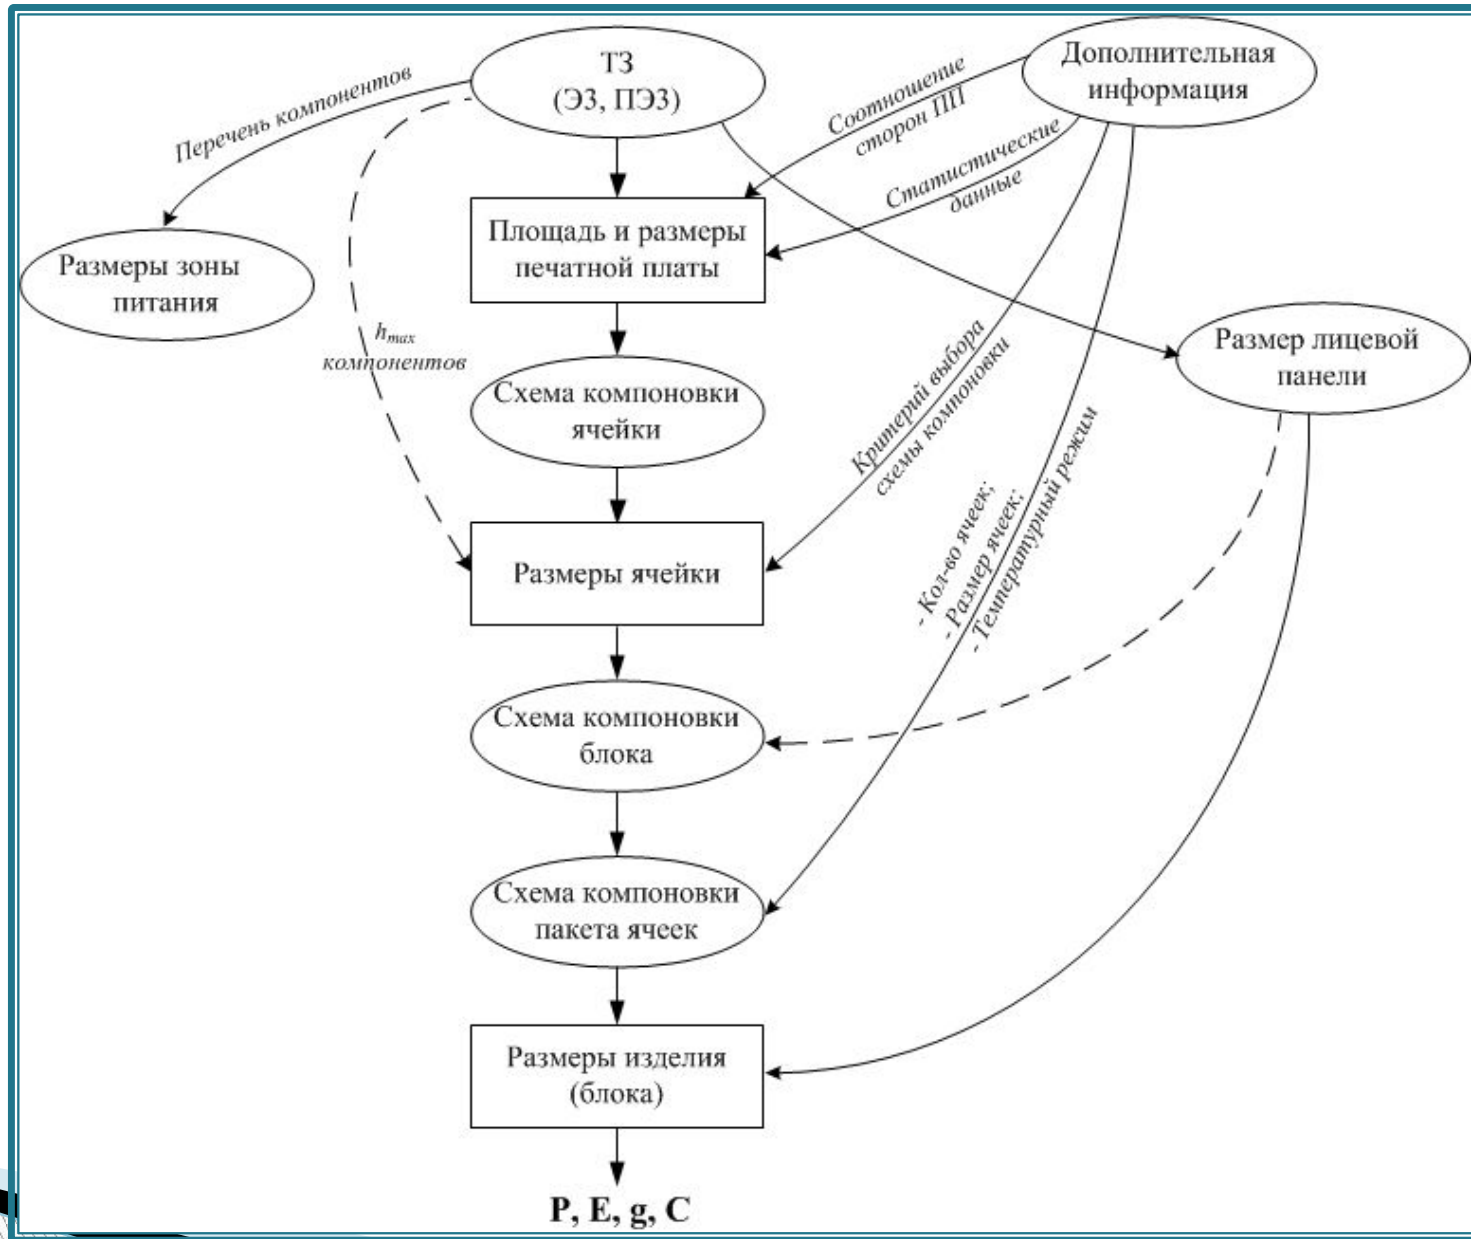 ТЗ
(ЭЗ, ПЭЗ)
Дополнительная
информация
Перечень компонентов
Соотношение
сторон ПП
Статистические
данные
Площадь и размеры
печатной платы
Размеры зоны
питания
h_max
компонентов
Размер лицевой
панели
Схема компоновки
ячейки
Критерий выбора
схемы компоновки
- Кол-во ячеек;
- Размер ячеек;
- Температурный режим
Размеры ячейки
Схема компоновки
блока
Схема компоновки
пакета ячеек
Размеры изделия
(блока)
P, E, g, C